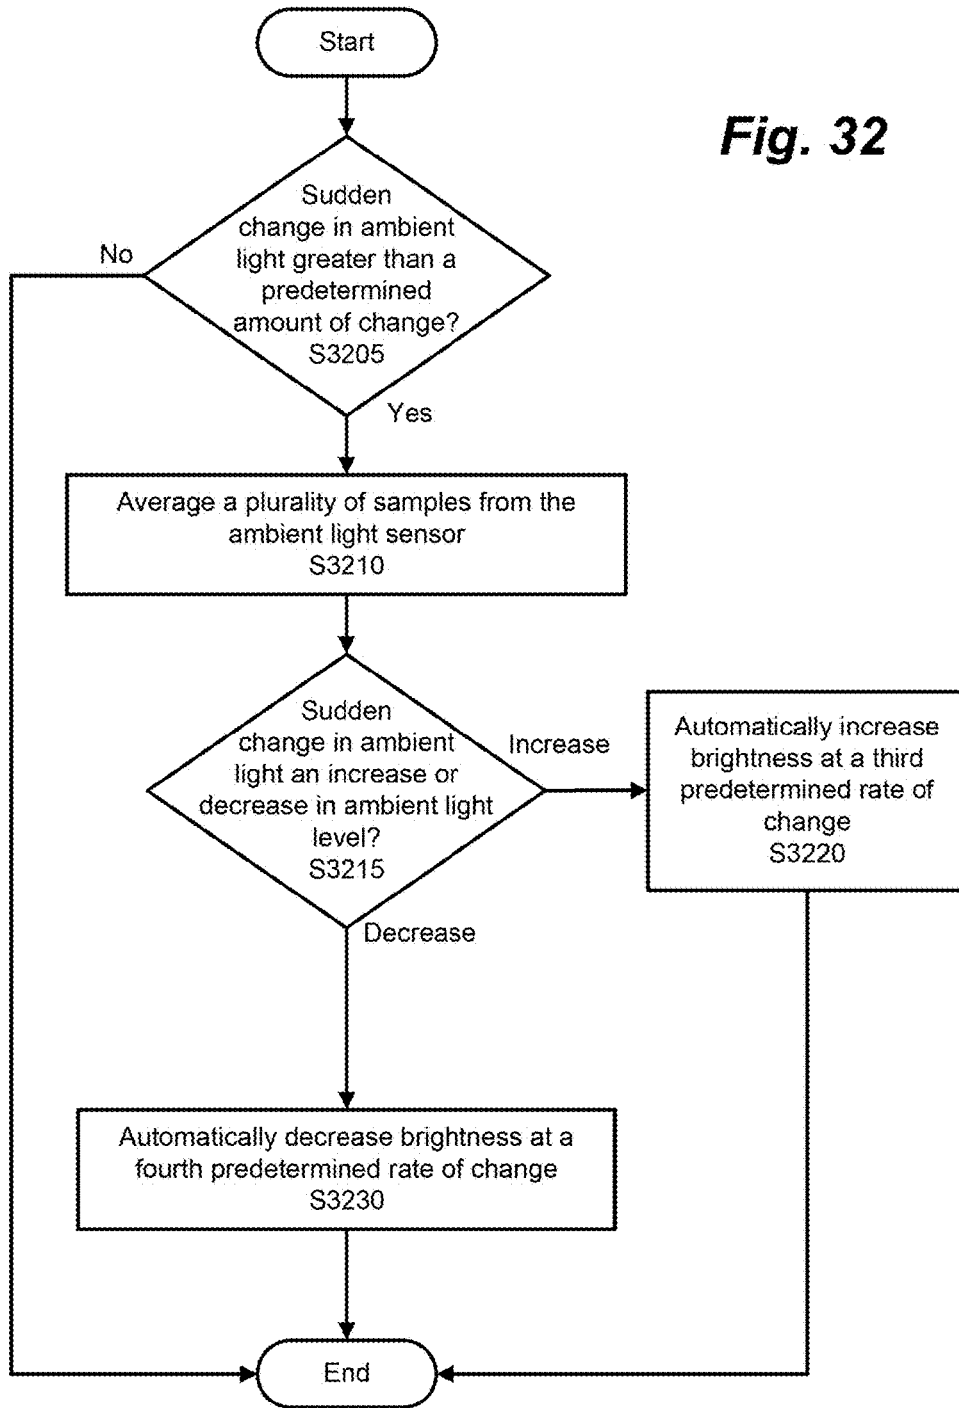 Start
Fig. 32
Sudden
change in ambient
light greater than a
predetermined
amount of change?
S3205
No
Yes
Average a plurality of samples from the
ambient light sensor
S3210
Sudden
change in ambient
light an increase or
decrease in ambient light
level?
S3215
Increase
Automatically increase
brightness at a third
predetermined rate of
change
S3220
Decrease
Automatically decrease brightness at a
fourth predetermined rate of change
S3230
End